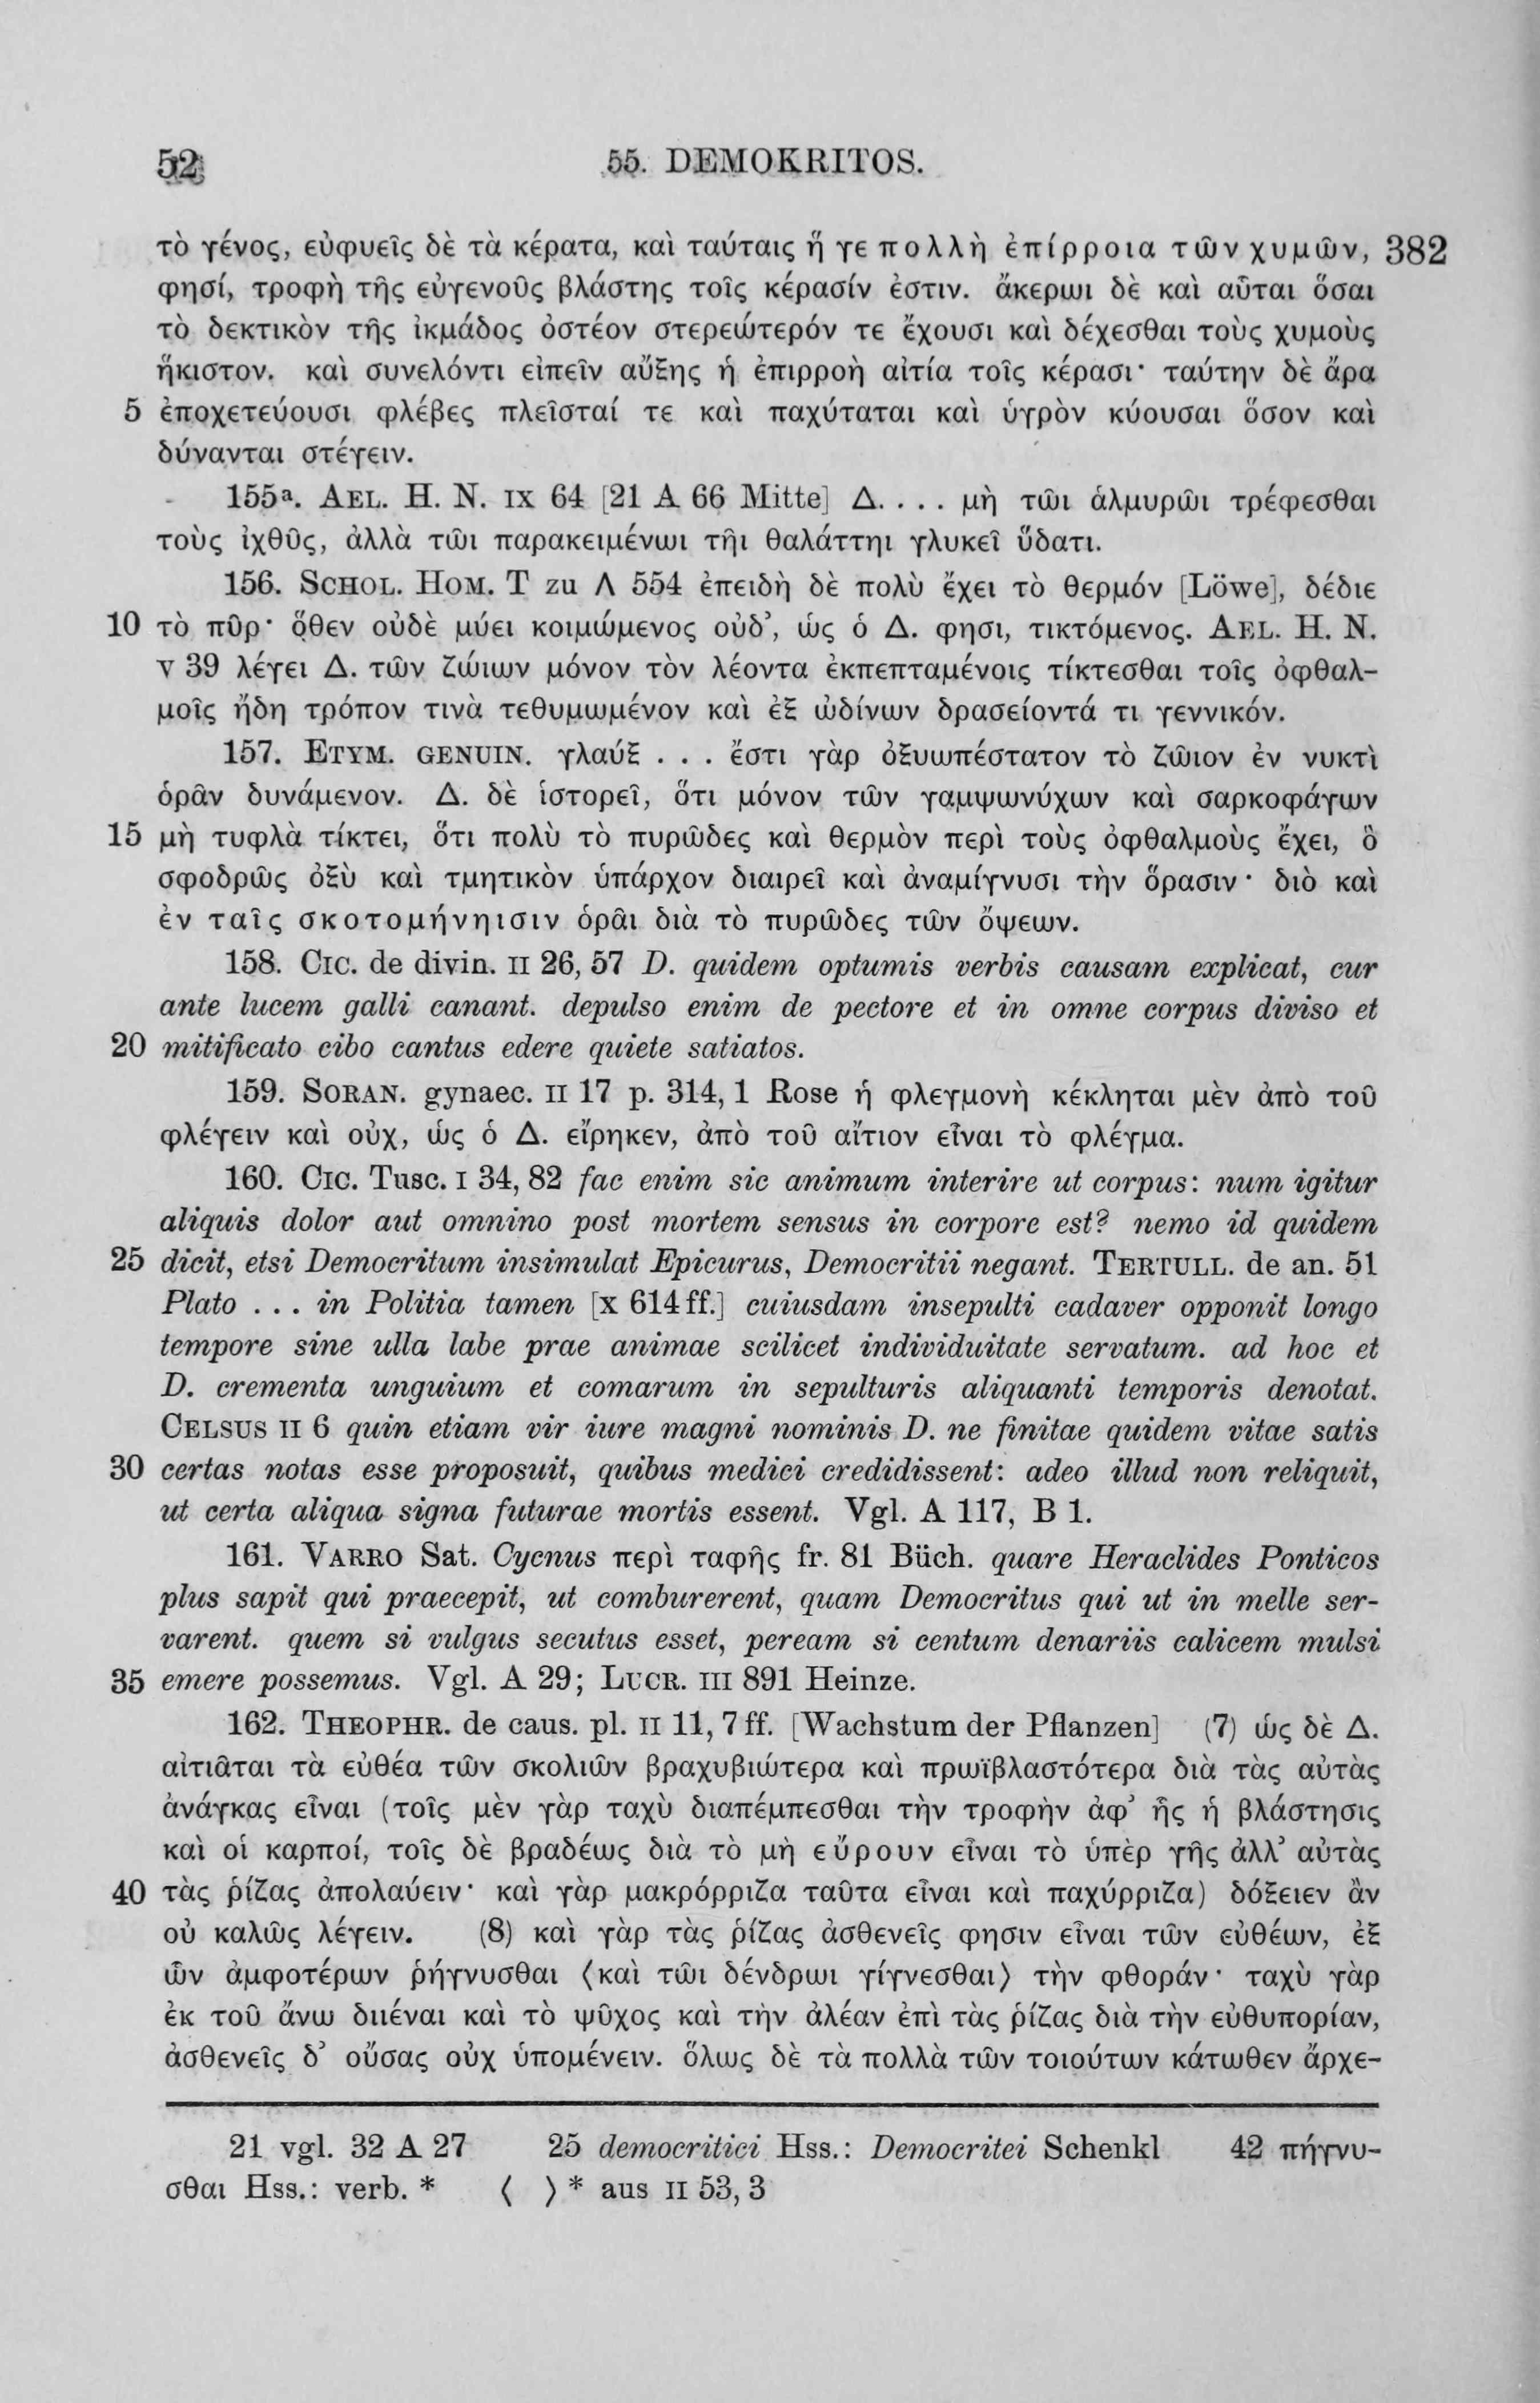 52 55. DEMOKRITOS.
τὸ γένος, εὐφυεῖς δὲ τὰ κέρατα, καὶ ταύταις ἥ γε πολλὴ ἐπίρροια τῶν χυμῶν, 382
φησί, τροφὴ τῆς εὐγενοῦς βλάστης τοῖς κέρασίν ἐστιν. ἄκερωι δὲ καὶ αὗται ὅσαι
τὸ δεκτικὸν τῆς ἰκμάδος ὀστέον στερεώτερόν τε ἔχουσι καὶ δέχεσθαι τοὺς χυμοὺς
ἥκιστον. καὶ συνελόντι εἰπεῖν αὔξης ἡ ἐπιρροὴ αἰτία τοῖς κέρασι· ταύτην δὲ ἄρα
5 ἐποχετεύουσι φλέβες πλεῖσταί τε καὶ παχύταται καὶ ὑγρὸν κύουσαι ὅσον καὶ
δύνανται στέγειν.
155ᵃ. AEL. H. N. IX 64 [21 A 66 Mitte] Δ. . . . μὴ τῶι ἁλμυρῶι τρέφεσθαι
τοὺς ἰχθῦς, ἀλλὰ τῶι παρακειμένωι τῆι θαλάττηι γλυκεῖ ὕδατι.
156. SCHOL. HOM. T zu Λ 554 ἐπειδὴ δὲ πολὺ ἔχει τὸ θερμόν [Löwe], δέδιε
10 τὸ πῦρ· ὅθεν οὐδὲ μύει κοιμώμενος οὐδ’, ὡς ὁ Δ. φησι, τικτόμενος. AEL. H. N.
V 39 λέγει Δ. τῶν ζώιων μόνον τὸν λέοντα ἐκπεπταμένοις τίκτεσθαι τοῖς ὀφθαλ-
μοῖς ἤδη τρόπον τινὰ τεθυμωμένον καὶ ἐξ ὠδίνων δρασείοντά τι γεννικόν.
157. ETYM. GENUIN. γλαύξ . . . ἔστι γὰρ ὀξυωπέστατον τὸ ζῶιον ἐν νυκτὶ
ὁρᾶν δυνάμενον. Δ. δὲ ἱστορεῖ, ὅτι μόνον τῶν γαμψωνύχων καὶ σαρκοφάγων
15 μὴ τυφλὰ τίκτει, ὅτι πολὺ τὸ πυρῶδες καὶ θερμὸν περὶ τοὺς ὀφθαλμοὺς ἔχει, ὃ
σφοδρῶς ὀξὺ καὶ τμητικὸν ὑπάρχον διαιρεῖ καὶ ἀναμίγνυσι τὴν ὅρασιν· διὸ καὶ
ἐν ταῖς σκοτομήνηισιν ὁρᾶι διὰ τὸ πυρῶδες τῶν ὄψεων.
158. CIC. de divin. II 26, 57 D. quidem optumis verbis causam explicat, cur
ante lucem galli canant. depulso enim de pectore et in omne corpus diviso et
20 mitificato cibo cantus edere quiete satiatos.
159. SORAN. gynaec. II 17 p. 314, 1 Rose ἡ φλεγμονὴ κέκληται μὲν ἀπὸ τοῦ
φλέγειν καὶ οὐχ, ὡς ὁ Δ. εἴρηκεν, ἀπὸ τοῦ αἴτιον εἶναι τὸ φλέγμα.
160. CIC. Tusc. I 34, 82 fac enim sic animum interire ut corpus: num igitur
aliquis dolor aut omnino post mortem sensus in corpore est? nemo id quidem
25 dicit, etsi Democritum insimulat Epicurus, Democritii negant. TERTULL. de an. 51
Plato . . . in Politia tamen [X 614 ff.] cuiusdam insepulti cadaver opponit longo
tempore sine ulla labe prae animae scilicet individuitate servatum. ad hoc et
D. crementa unguium et comarum in sepulturis aliquanti temporis denotat.
CELSUS II 6 quin etiam vir iure magni nominis D. ne finitae quidem vitae satis
30 certas notas esse proposuit, quibus medici credidissent: adeo illud non reliquit,
ut certa aliqua signa futurae mortis essent. Vgl. A 117, B 1.
161. VARRO Sat. Cycnus περὶ ταφῆς fr. 81 Büch. quare Heraclides Ponticos
plus sapit qui praecepit, ut comburerent, quam Democritus qui ut in melle ser-
varent. quem si vulgus secutus esset, peream si centum denariis calicem mulsi
35 emere possemus. Vgl. A 29; LUCR. III 891 Heinze.
162. THEOPHR. de caus. pl. II 11, 7 ff. [Wachstum der Pflanzen] (7) ὡς δὲ Δ.
αἰτιᾶται τὰ εὐθέα τῶν σκολιῶν βραχυβιώτερα καὶ πρωϊβλαστότερα διὰ τὰς αὐτὰς
ἀνάγκας εἶναι (τοῖς μὲν γὰρ ταχὺ διαπέμπεσθαι τὴν τροφὴν ἀφ’ ἧς ἡ βλάστησις
καὶ οἱ καρποί, τοῖς δὲ βραδέως διὰ τὸ μὴ εὔρουν εἶναι τὸ ὑπὲρ γῆς ἀλλ’ αὐτὰς
40 τὰς ῥίζας ἀπολαύειν· καὶ γὰρ μακρόρριζα ταῦτα εἶναι καὶ παχύρριζα) δόξειεν ἂν
οὐ καλῶς λέγειν. (8) καὶ γὰρ τὰς ῥίζας ἀσθενεῖς φησιν εἶναι τῶν εὐθέων, ἐξ
ὧν ἀμφοτέρων ῥήγνυσθαι ⟨καὶ τῶι δένδρωι γίγνεσθαι⟩ τὴν φθοράν· ταχὺ γὰρ
ἐκ τοῦ ἄνω διιέναι καὶ τὸ ψῦχος καὶ τὴν ἀλέαν ἐπὶ τὰς ῥίζας διὰ τὴν εὐθυπορίαν,
ἀσθενεῖς δ’ οὔσας οὐχ ὑπομένειν. ὅλως δὲ τὰ πολλὰ τῶν τοιούτων κάτωθεν ἄρχε-
21 vgl. 32 A 27 25 democritici Hss.: Democritei Schenkl 42 πήγνυ-
σθαι Hss.: verb. * ⟨ ⟩ * aus II 53, 3